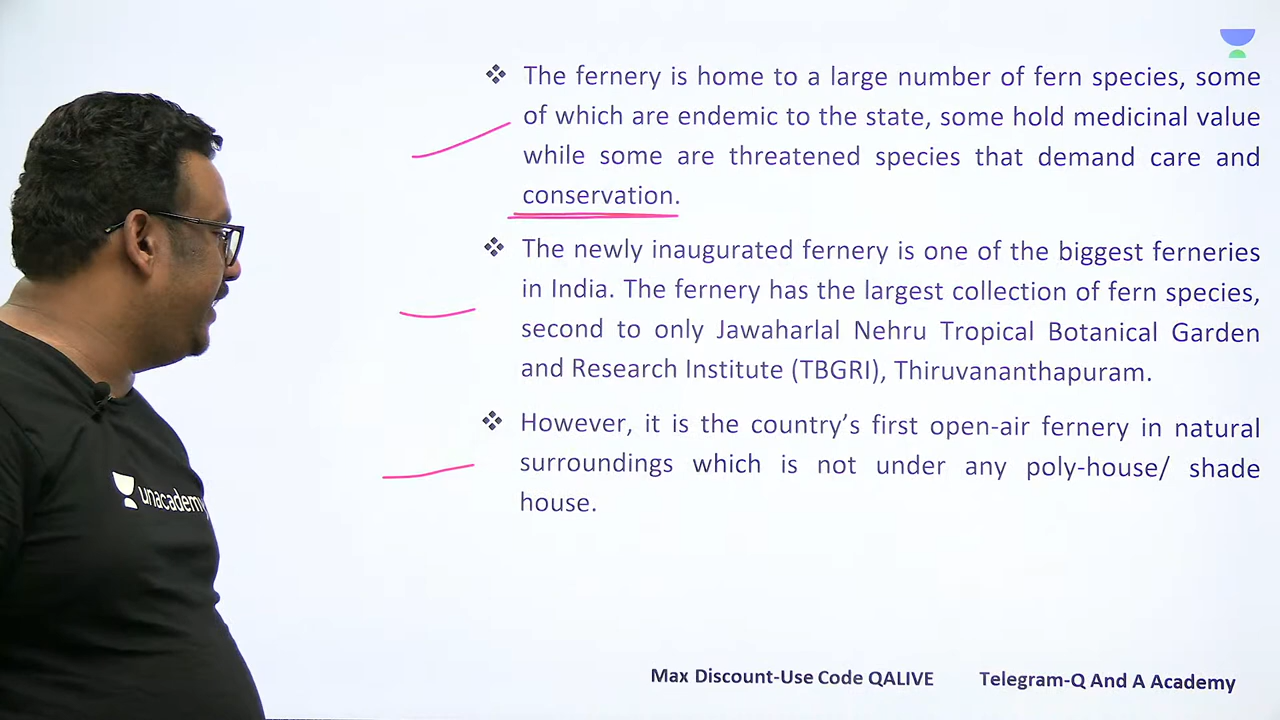 The fernery is home to a large number of fern species, some
of which are endemic to the state, some hold medicinal value
while some are threatened species that demand care and
conservation.
The newly inaugurated fernery is one of the biggest ferneries
in India. The fernery has the largest collection of fern species,
second to only Jawaharlal Nehru Tropical Botanical Garden
and Research Institute (TBGRI), Thiruvananthapuram.
However, it is the country's first open-air fernery in natural
surroundings which is not under any poly-house/ shade
house.
unacademy
Max Discount-Use Code QALIVE
Telegram-Q And A Academy